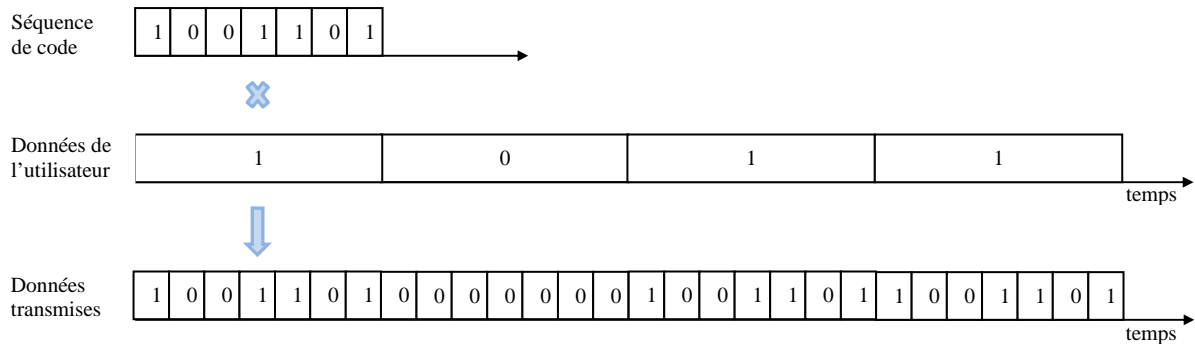 Séquence
de code
1 0 0 1 1 0 1
Données de
l’utilisateur
1 0 1 1
temps
Données
transmises
1 0 0 1 1 0 1 0 0 0 0 0 0 0 1 0 0 1 1 0 1 1 0 0 1 1 0 1
temps